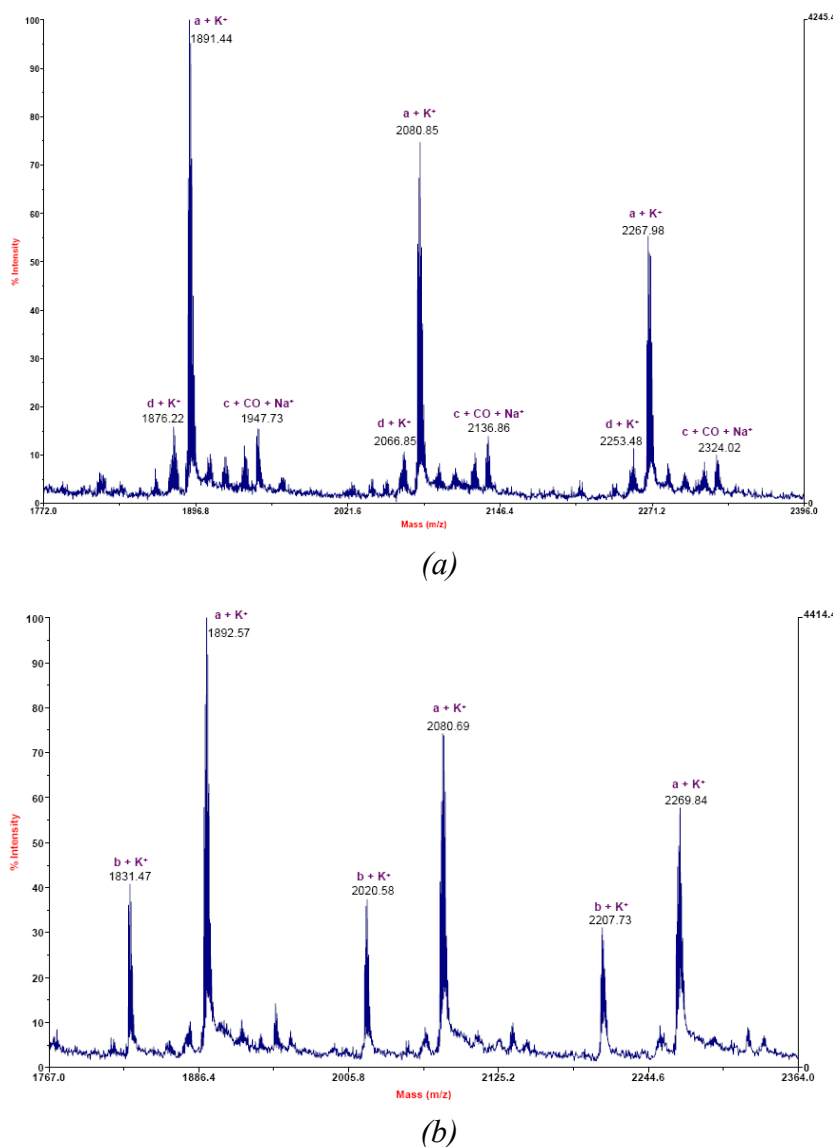 a + K⁺
1891.44
100
4245.4
90
80
a + K⁺
2080.85
70
60
a + K⁺
2267.98
50
% Intensity
40
30
20
d + K⁺
1876.22
c + CO + Na⁺
1947.73
d + K⁺
2066.85
c + CO + Na⁺
2136.86
d + K⁺
2253.48
c + CO + Na⁺
2324.02
10
0
1772.0 1896.8 2021.6 2146.4 2271.2 2396.0
Mass (m/z)
(a)
a + K⁺
1892.57
100
4414.4
90
80
a + K⁺
2080.69
70
60
a + K⁺
2269.84
50
% Intensity
40
b + K⁺
1831.47
b + K⁺
2020.58
b + K⁺
2207.73
30
20
10
0
1767.0 1886.4 2005.8 2125.2 2244.6 2364.0
Mass (m/z)
(b)